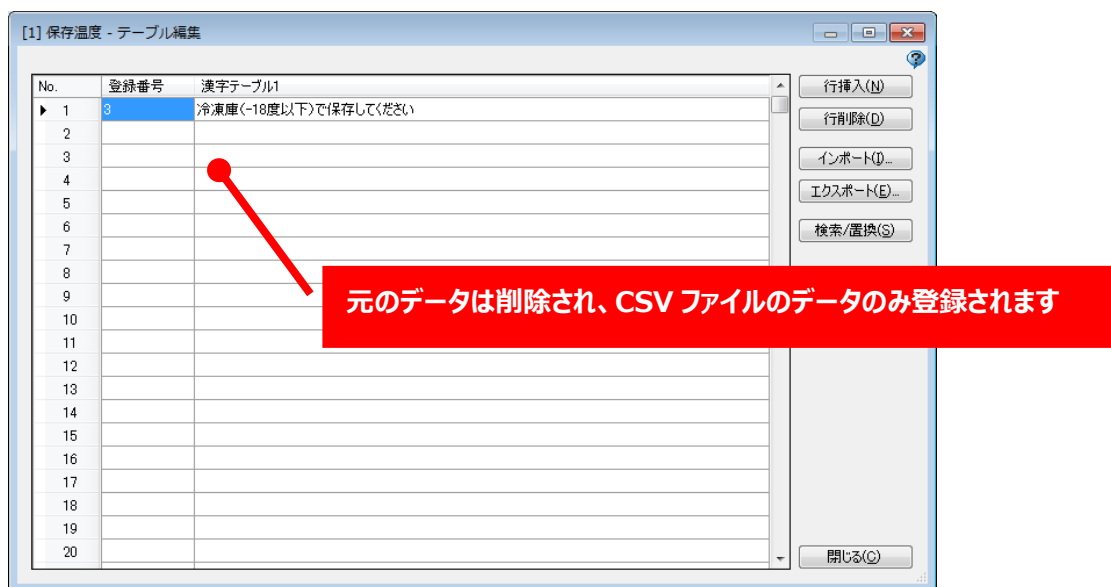 [1] 保存温度 - テーブル編集
No. 登録番号 漢字テーブル1
1 3 冷凍庫(-18度以下)で保存してください
2
3
4
5
6
7
8
9
10
11
12
13
14
15
16
17
18
19
20
行挿入(N)
行削除(D)
インポート(I)...
エクスポート(E)...
検索/置換(S)
元のデータは削除され、CSV ファイルのデータのみ登録されます
閉じる(C)